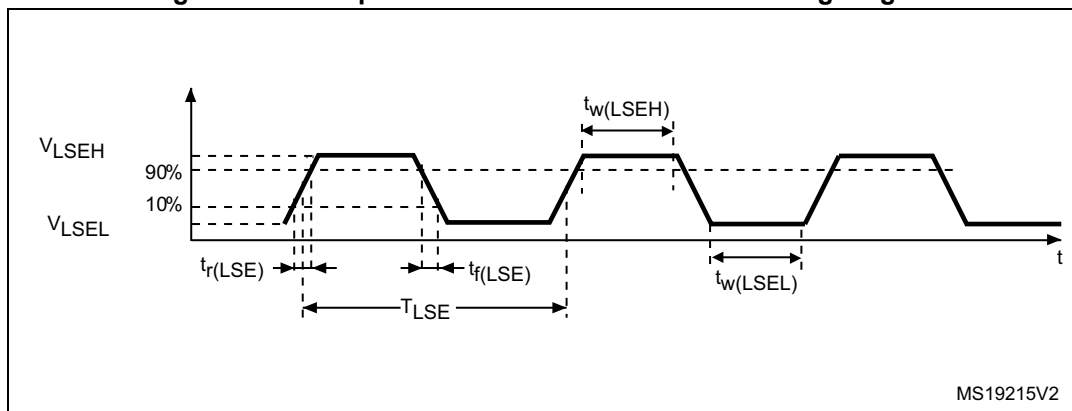 tw(LSEH)
VLSEH
90%
10%
VLSEL
tr(LSE)
tf(LSE)
tw(LSEL)
t
TLSE
MS19215V2